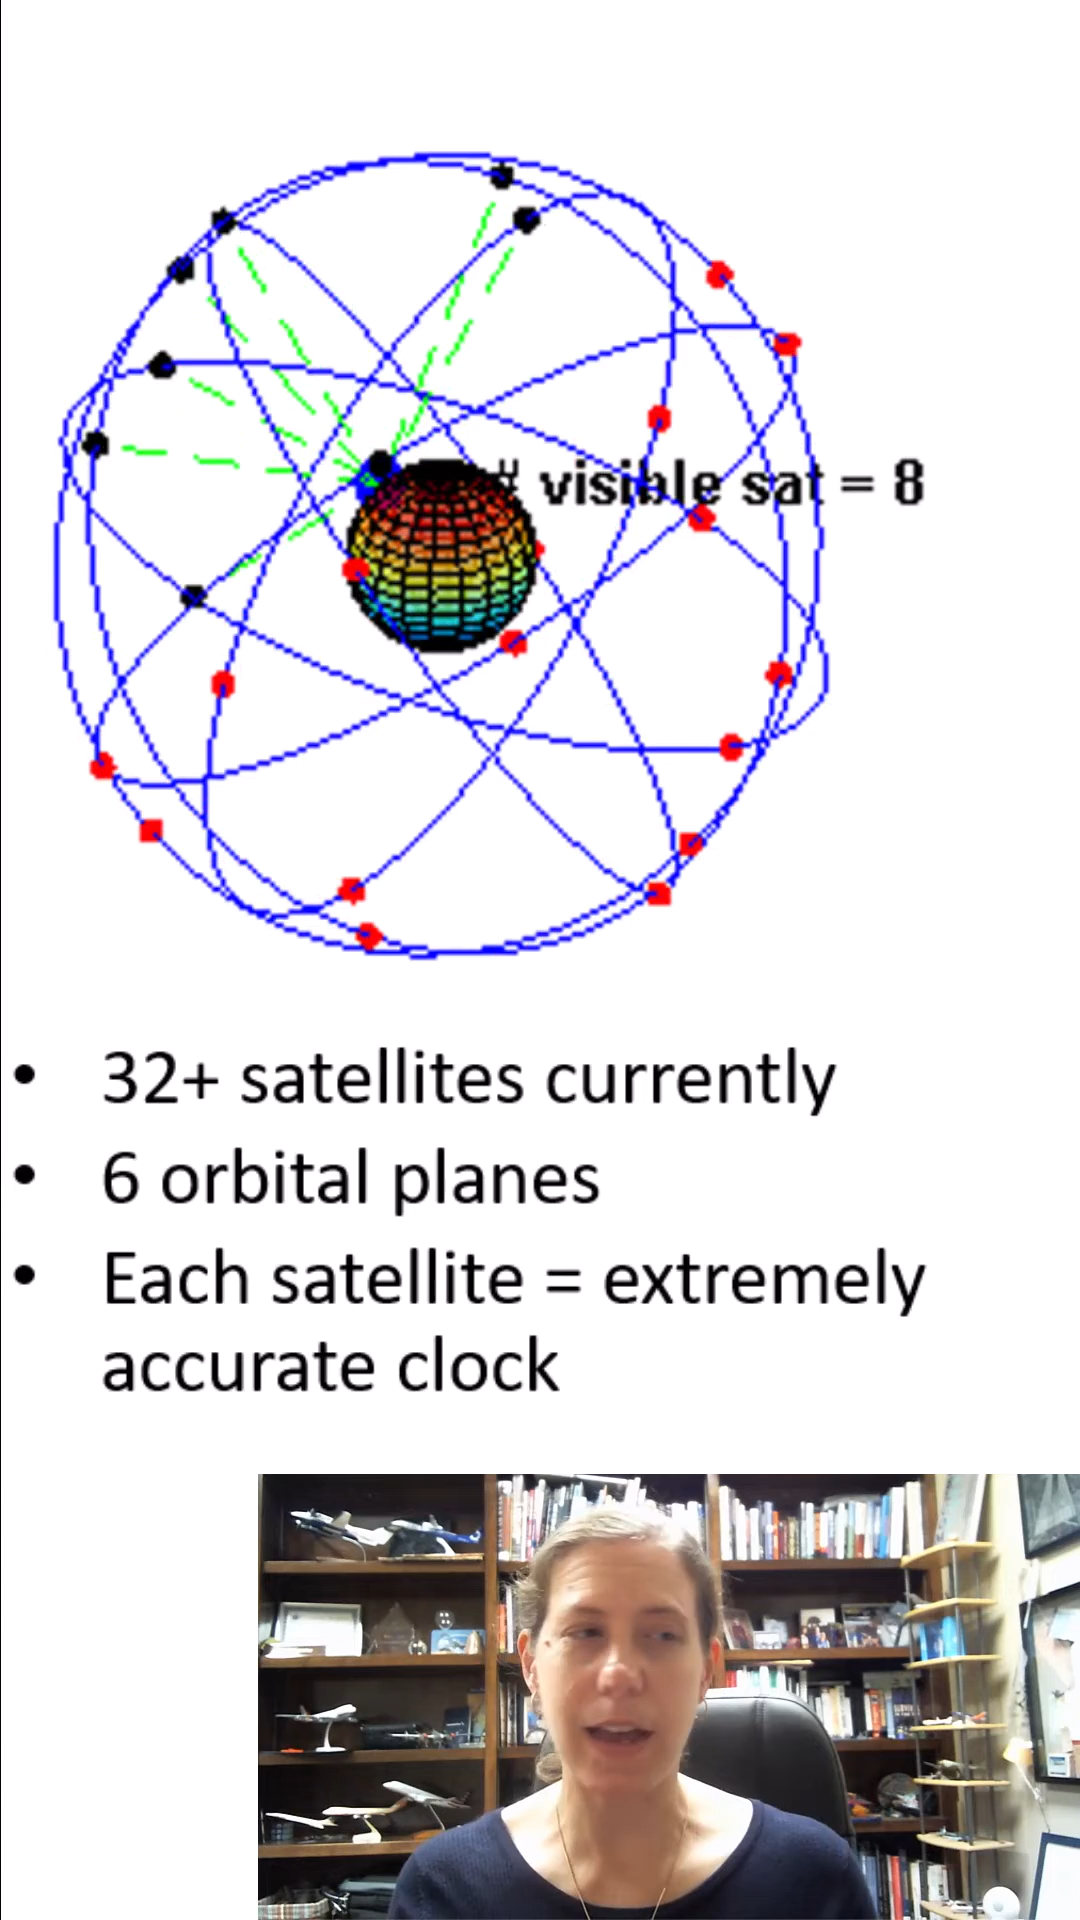 # visible sat = 8
• 32+ satellites currently
• 6 orbital planes
• Each satellite = extremely
accurate clock